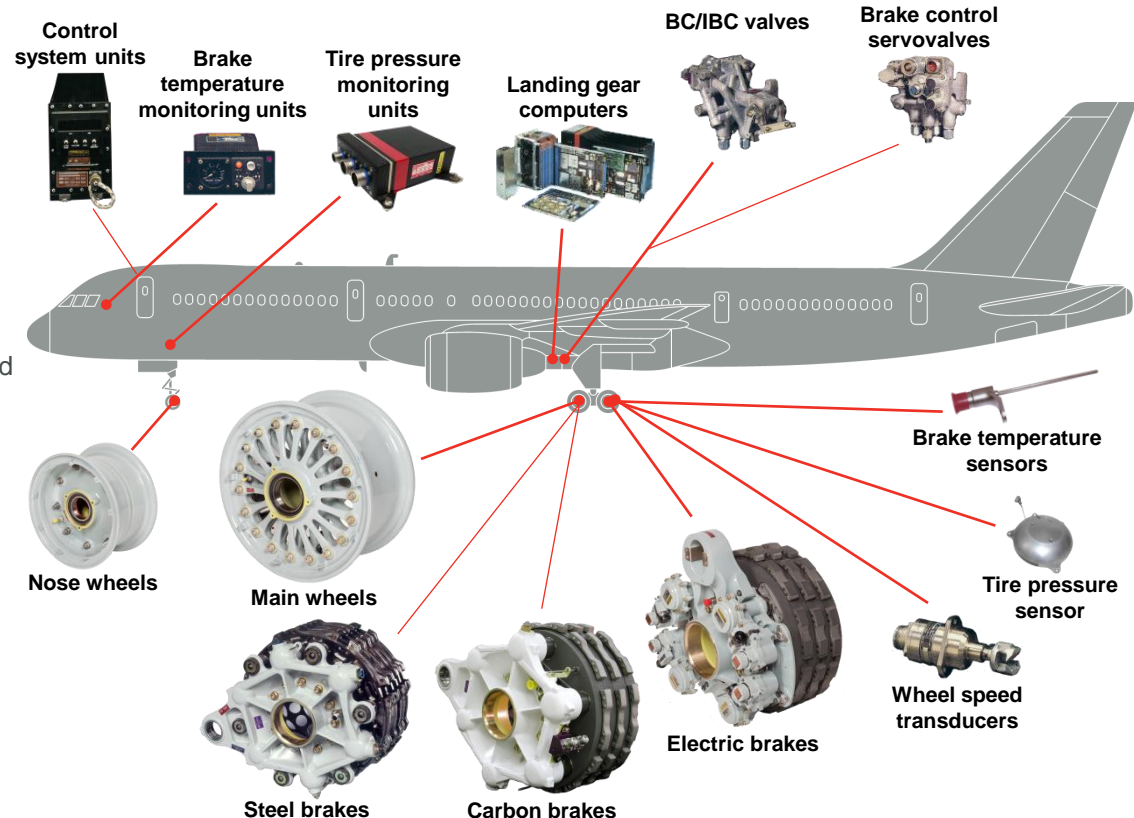 Control
system units
Brake
temperature
monitoring units
Tire pressure
monitoring
units
Landing gear
computers
BC/IBC valves
Brake control
servovalves
d
Brake temperature
sensors
Nose wheels
Main wheels
Tire pressure
sensor
Wheel speed
transducers
Electric brakes
Steel brakes
Carbon brakes